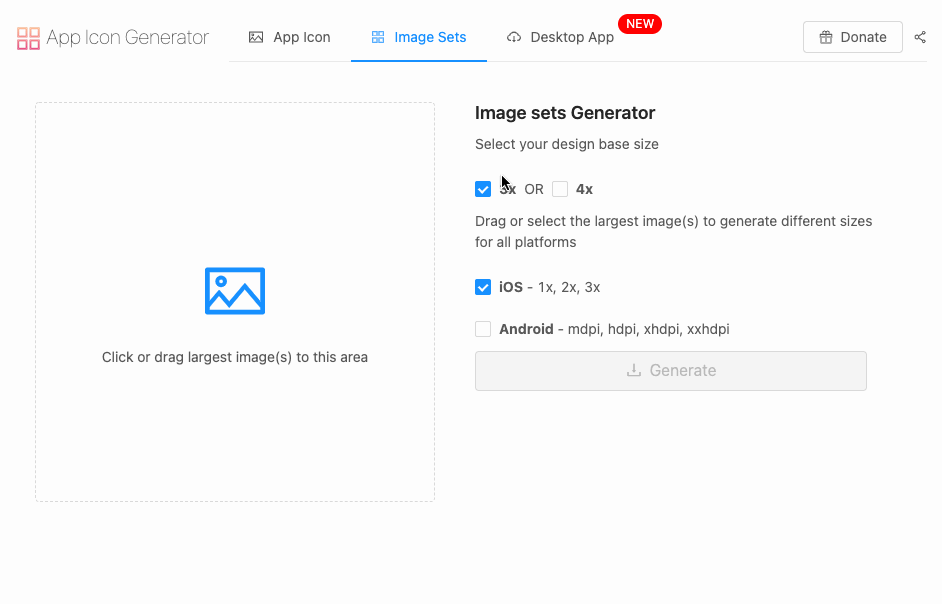 App Icon Generator
App Icon
Image Sets
Desktop App
NEW
Donate
Image sets Generator
Select your design base size
3x OR 4x
Drag or select the largest image(s) to generate different sizes
for all platforms
iOS - 1x, 2x, 3x
Android - mdpi, hdpi, xhdpi, xxhdpi
Generate
Click or drag largest image(s) to this area